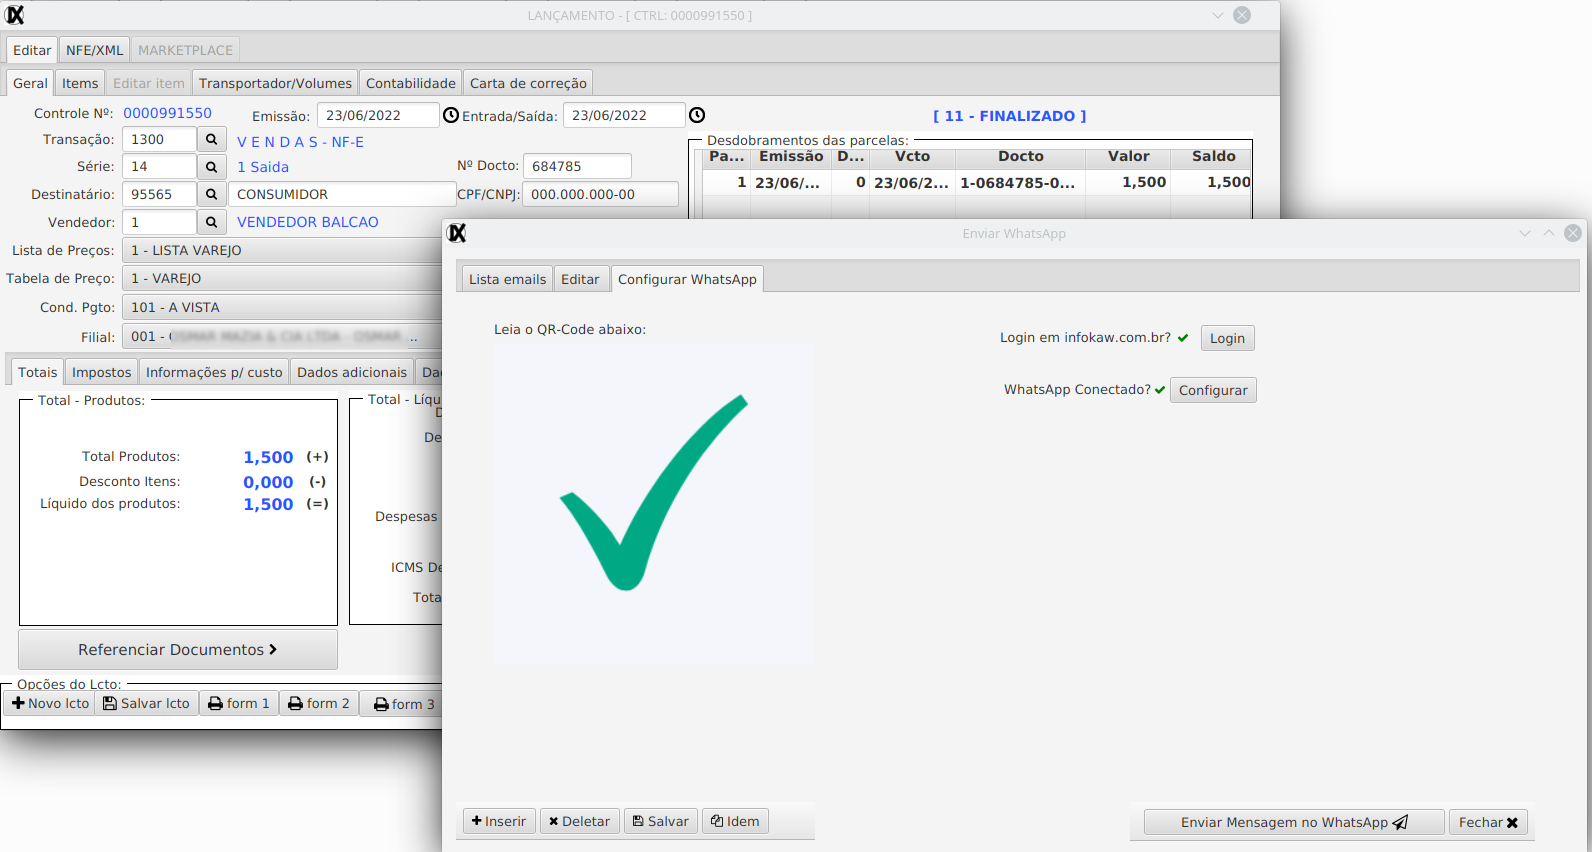 LANÇAMENTO - [ CTRL: 0000991550 ]
Editar NFE/XML MARKETPLACE
Geral Items Editar item Transportador/Volumes Contabilidade Carta de correção
Controle Nº: 0000991550 Emissão: 23/06/2022 Entrada/Saída: 23/06/2022 [ 11 - FINALIZADO ]
Transação: 1300 V E N D A S - NF-E
Série: 14 1 Saida Nº Docto: 684785
Destinatário: 95565 CONSUMIDOR CPF/CNPJ: 000.000.000-00
Vendedor: 1 VENDEDOR BALCAO
Lista de Preços: 1 - LISTA VAREJO
Tabela de Preço: 1 - VAREJO
Cond. Pgto: 101 - A VISTA
Filial: 001 - OSMAR MAZIA & CIA LTDA - OSMAR ...
Desdobramentos das parcelas:
Pa... Emissão D... Vcto Docto Valor Saldo
1 23/06/... 0 23/06/2... 1-0684785-0... 1,500 1,500
Totais Impostos Informações p/ custo Dados adicionais Da
Total - Produtos:
Total Produtos: 1,500 (+)
Desconto Itens: 0,000 (-)
Líquido dos produtos: 1,500 (=)
Total - Líqu
D
De
Despesas
ICMS De
Tota
Referenciar Documentos
Opções do Lcto:
Novo lcto Salvar lcto form 1 form 2 form 3
Enviar WhatsApp
Lista emails Editar Configurar WhatsApp
Leia o QR-Code abaixo:
Login em infokaw.com.br? Login
WhatsApp Conectado? Configurar
Inserir Deletar Salvar Idem
Enviar Mensagem no WhatsApp Fechar